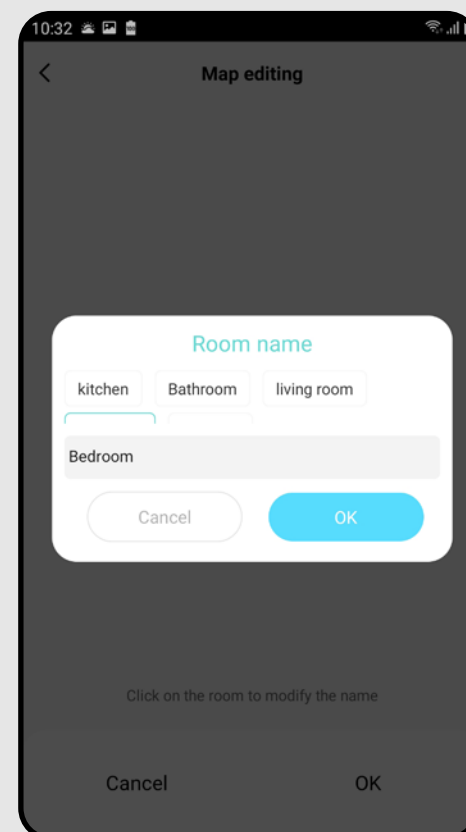 10:32
Map editing
Room name
kitchen Bathroom living room
Bedroom
Cancel OK
Click on the room to modify the name
Cancel OK